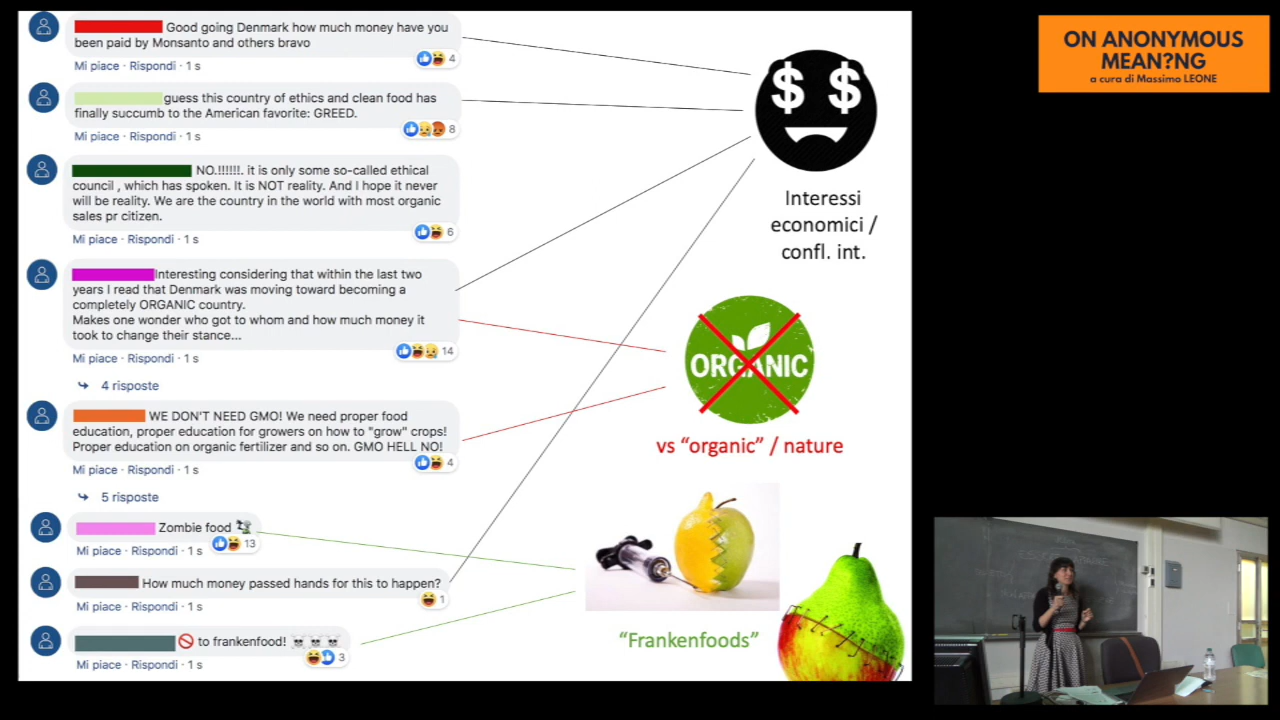 Good going Denmark how much money have you
been paid by Monsanto and others bravo
4
Mi piace · Rispondi · 1 s
guess this country of ethics and clean food has
finally succumb to the American favorite: GREED.
8
Mi piace · Rispondi · 1 s
NO.!!!!!!. it is only some so-called ethical
council , which has spoken. It is NOT reality. And I hope it never
will be reality. We are the country in the world with most organic
sales pr citizen.
6
Mi piace · Rispondi · 1 s
Interesting considering that within the last two
years I read that Denmark was moving toward becoming a
completely ORGANIC country.
Makes one wonder who got to whom and how much money it
took to change their stance...
14
Mi piace · Rispondi · 1 s
4 risposte
WE DON'T NEED GMO! We need proper food
education, proper education for growers on how to "grow" crops!
Proper education on organic fertilizer and so on. GMO HELL NO!
4
Mi piace · Rispondi · 1 s
5 risposte
Zombie food
13
Mi piace · Rispondi · 1 s
How much money passed hands for this to happen?
1
Mi piace · Rispondi · 1 s
to frankenfood!
3
Mi piace · Rispondi · 1 s
$ $
Interessi
economici /
confl. int.
ORGANIC
vs “organic” / nature
“Frankenfoods”
ON ANONYMOUS
MEAN?NG
a cura di Massimo LEONE